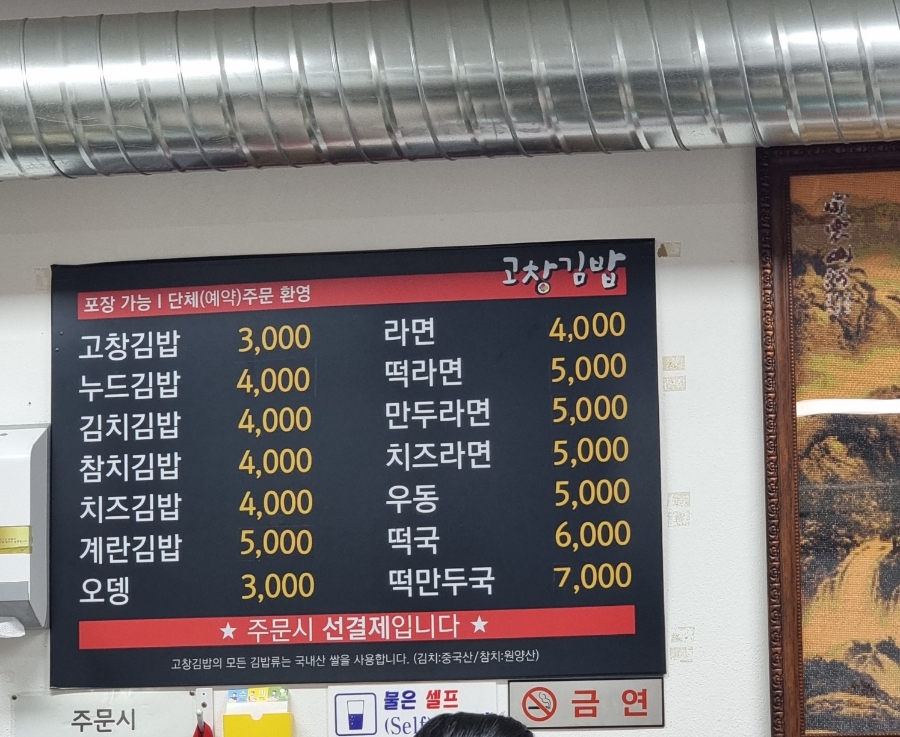 고창김밥
포장 가능 | 단체(예약)주문 환영
고창김밥 3,000
누드김밥 4,000
김치김밥 4,000
참치김밥 4,000
치즈김밥 4,000
계란김밥 5,000
오뎅 3,000
라면 4,000
떡라면 5,000
만두라면 5,000
치즈라면 5,000
우동 5,000
떡국 6,000
떡만두국 7,000
★ 주문시 선결제입니다 ★
고창김밥의 모든 김밥류는 국내산 쌀을 사용합니다. (김치:중국산/참치:원양산)
주문시
물은 셀프
(Self)
금연